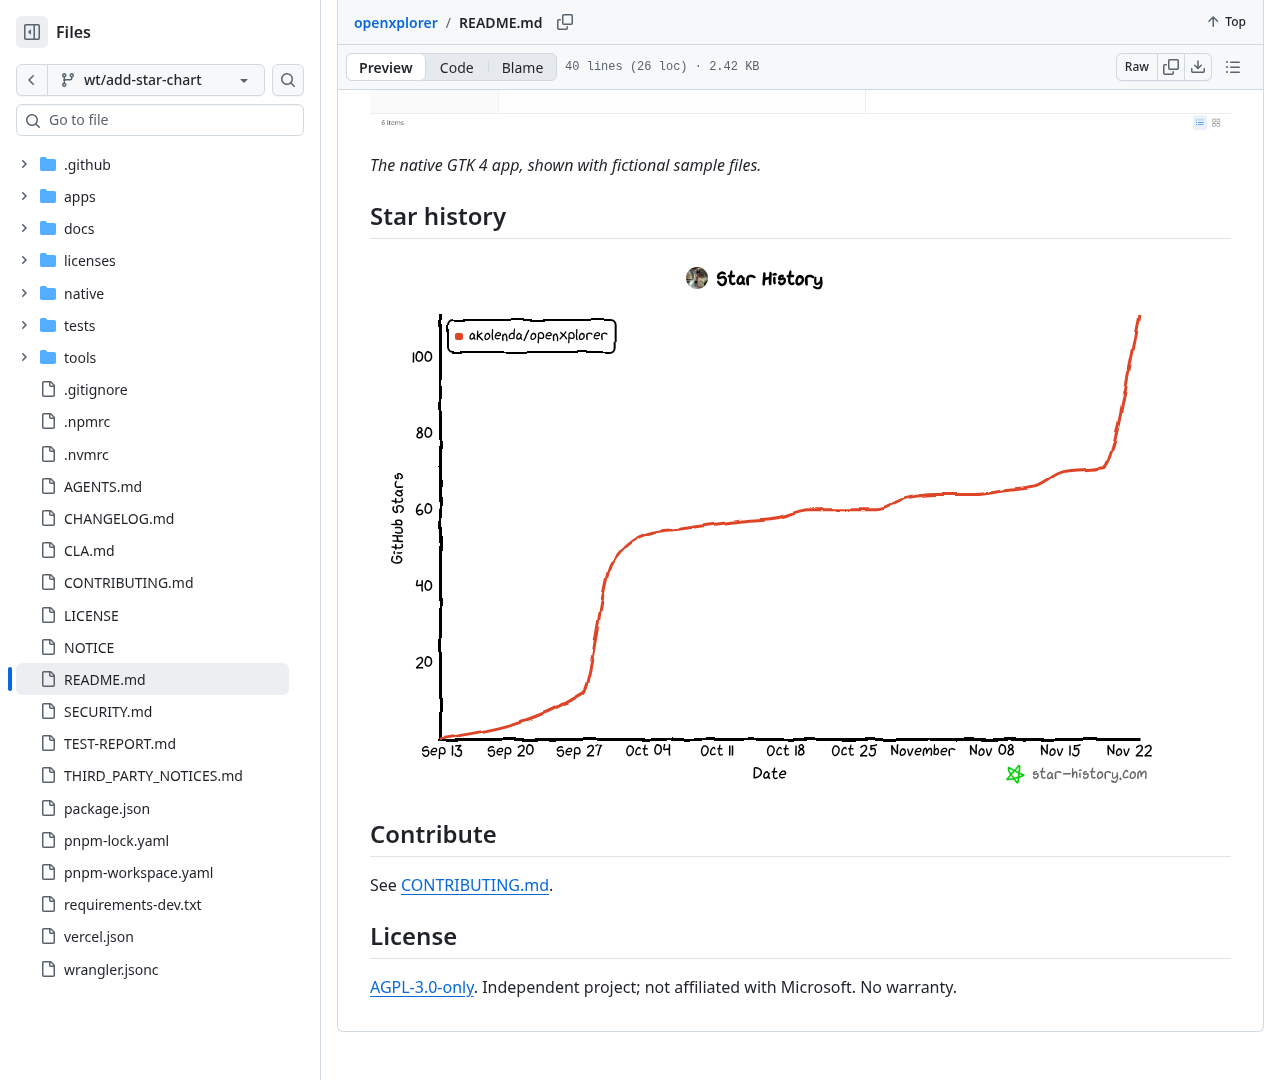 Files
openxplorer / README.md
Top
wt/add-star-chart
Preview Code Blame 40 lines (26 loc) · 2.42 KB
Raw
Go to file
.github
apps
docs
licenses
native
tests
tools
.gitignore
.npmrc
.nvmrc
AGENTS.md
CHANGELOG.md
CLA.md
CONTRIBUTING.md
LICENSE
NOTICE
README.md
SECURITY.md
TEST-REPORT.md
THIRD_PARTY_NOTICES.md
package.json
pnpm-lock.yaml
pnpm-workspace.yaml
requirements-dev.txt
vercel.json
wrangler.jsonc
6 items
The native GTK 4 app, shown with fictional sample files.
Star history
Star History
akolenda/openxplorer
100
80
60
40
20
GitHub Stars
Sep 13 Sep 20 Sep 27 Oct 04 Oct 11 Oct 18 Oct 25 November Nov 08 Nov 15 Nov 22
Date
star-history.com
Contribute
See CONTRIBUTING.md.
License
AGPL-3.0-only. Independent project; not affiliated with Microsoft. No warranty.